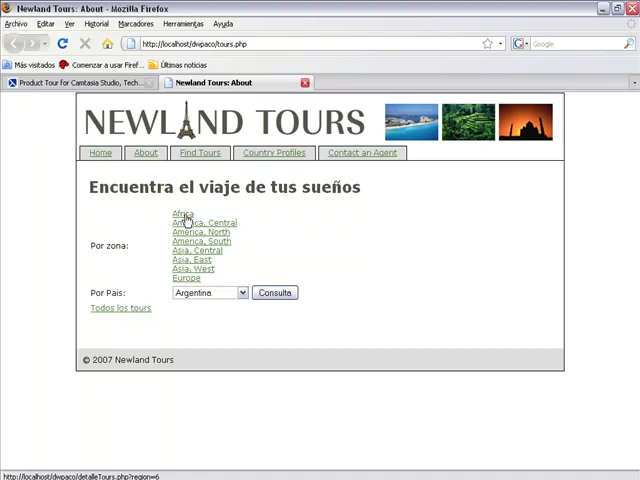 Newland Tours: About - Mozilla Firefox
Archivo Editar Ver Historial Marcadores Herramientas Ayuda
http://localhost/dwpaco/tours.php
Google
Más visitados Comenzar a usar Firef... Últimas noticias
Product Tour for Camtasia Studio, Tech... Newland Tours: About
NEWLAND TOURS
Home About Find Tours Country Profiles Contact an Agent
Encuentra el viaje de tus sueños
Africa
America, Central
America, North
America, South
Por zona:
Asia, Central
Asia, East
Asia, West
Europe
Por Pais: Argentina Consulta
Todos los tours
© 2007 Newland Tours
http://localhost/dwpaco/detalleTours.php?region=6